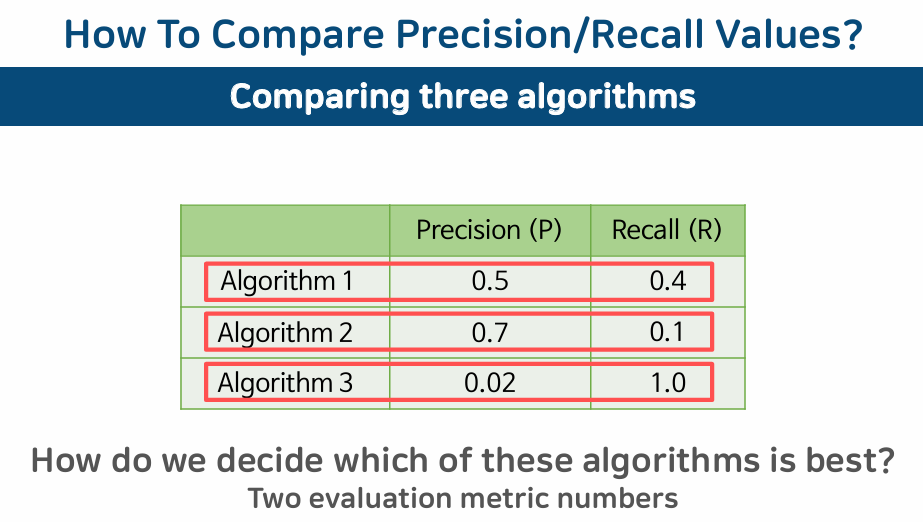 How To Compare Precision/Recall Values?
Comparing three algorithms
Precision (P) Recall (R)
Algorithm 1 0.5 0.4
Algorithm 2 0.7 0.1
Algorithm 3 0.02 1.0
How do we decide which of these algorithms is best?
Two evaluation metric numbers